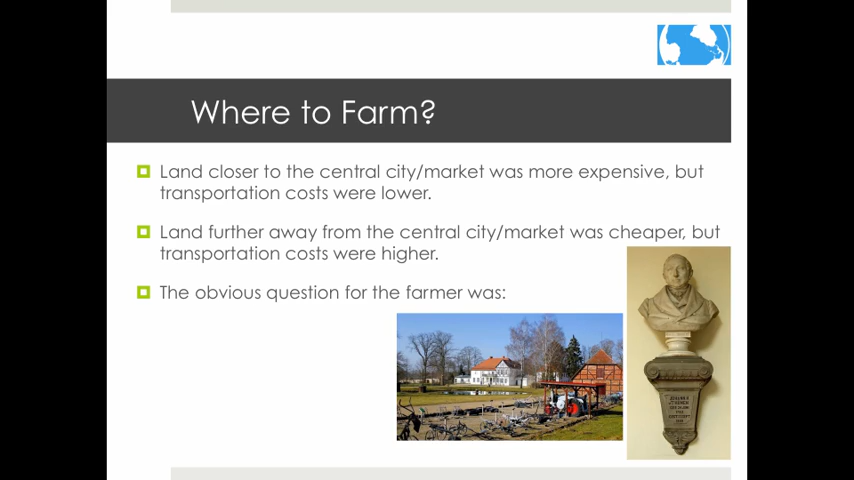 Where to Farm?
Land closer to the central city/market was more expensive, but
transportation costs were lower.
Land further away from the central city/market was cheaper, but
transportation costs were higher.
The obvious question for the farmer was: